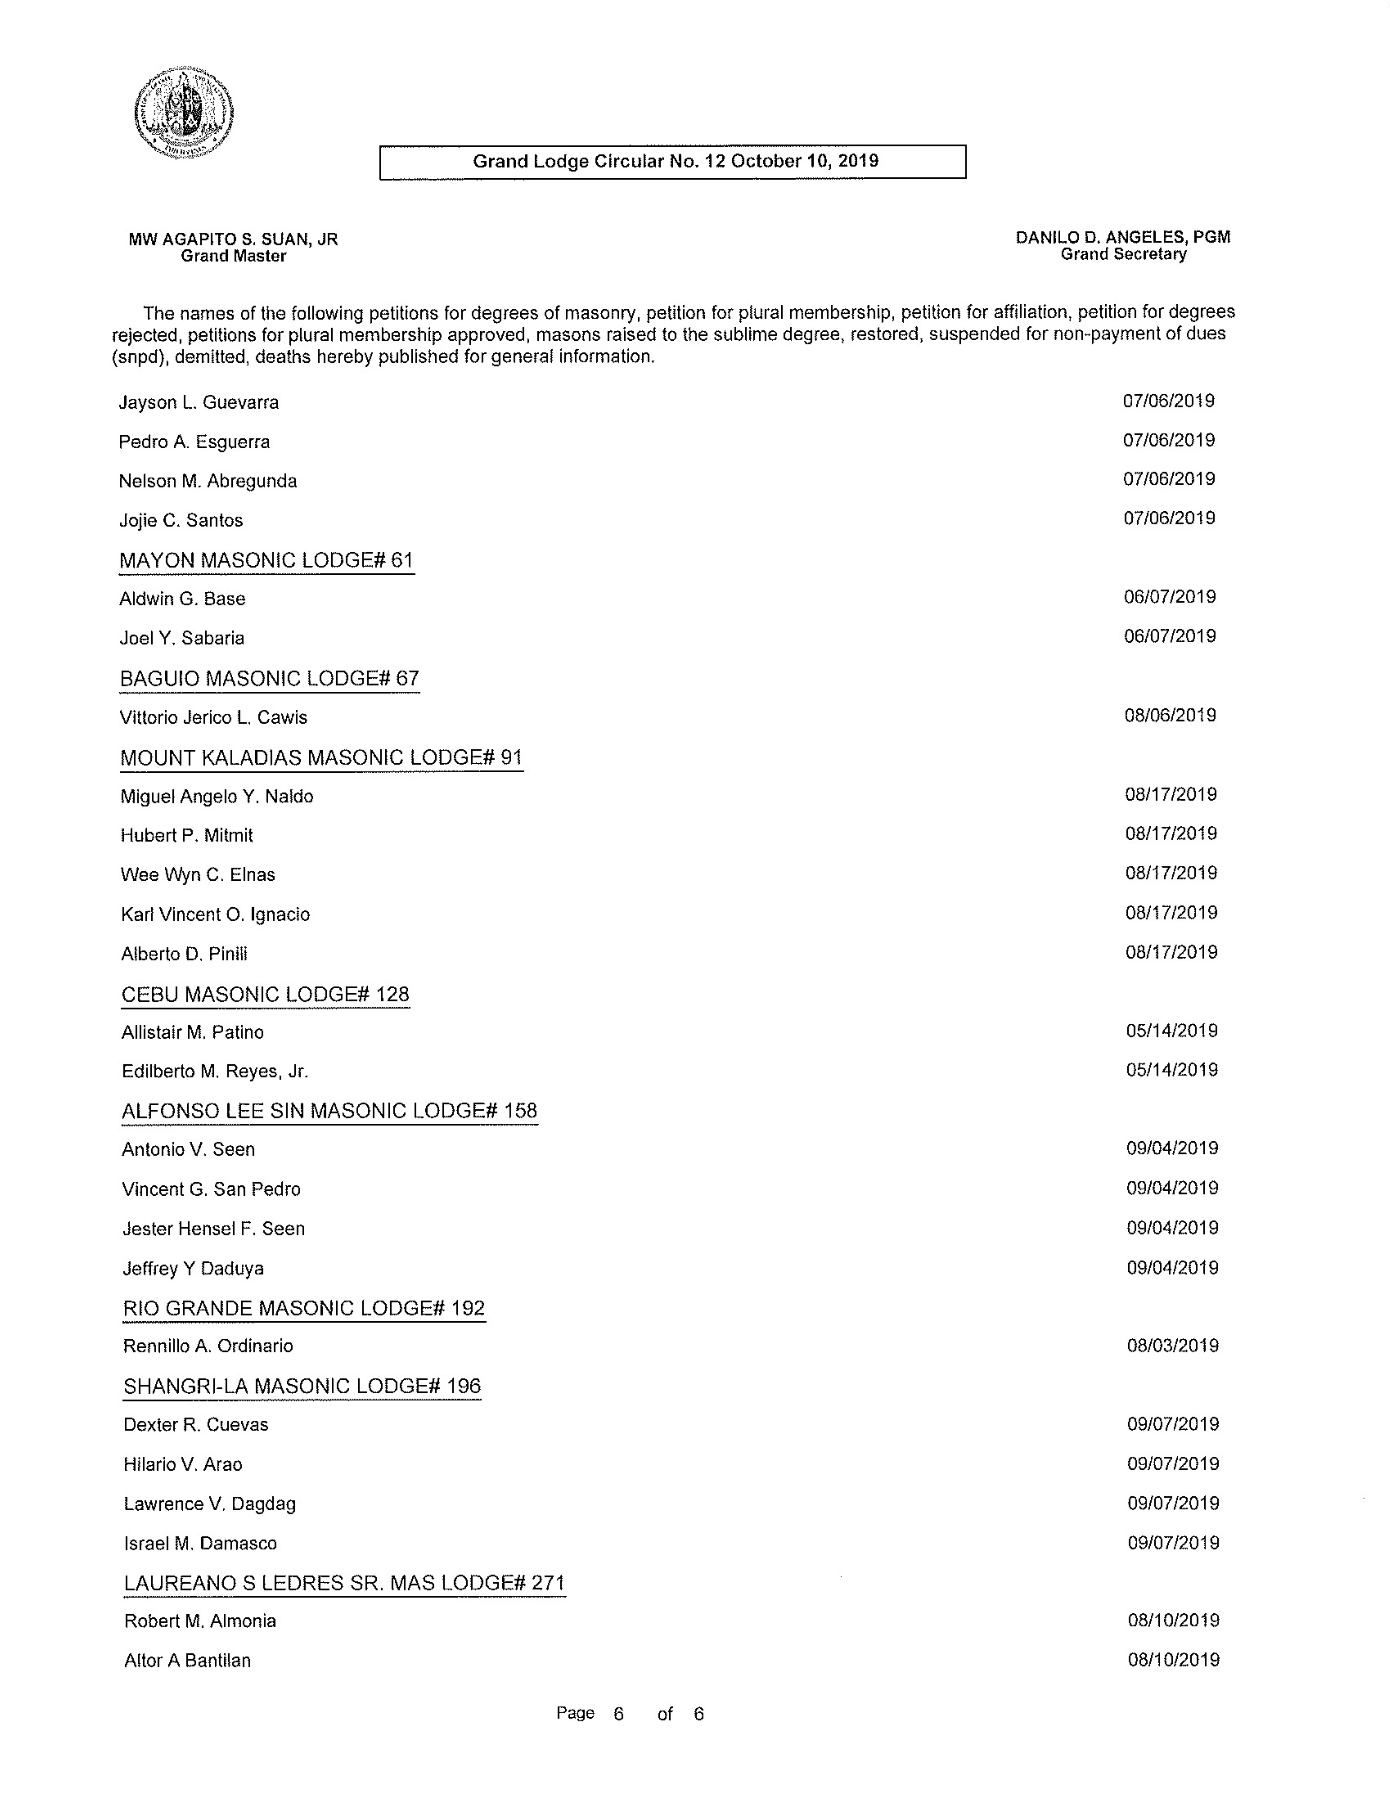 Grand Lodge Circular No. 12 October 10, 2019
MW AGAPITO S. SUAN, JR
Grand Master
DANILO D. ANGELES, PGM
Grand Secretary
The names of the following petitions for degrees of masonry, petition for plural membership, petition for affiliation, petition for degrees
rejected, petitions for plural membership approved, masons raised to the sublime degree, restored, suspended for non-payment of dues
(snpd), demitted, deaths hereby published for general information.
Jayson L. Guevarra 07/06/2019
Pedro A. Esguerra 07/06/2019
Nelson M. Abregunda 07/06/2019
Jojie C. Santos 07/06/2019
MAYON MASONIC LODGE# 61
Aldwin G. Base 06/07/2019
Joel Y. Sabaria 06/07/2019
BAGUIO MASONIC LODGE# 67
Vittorio Jerico L. Cawis 08/06/2019
MOUNT KALADIAS MASONIC LODGE# 91
Miguel Angelo Y. Naldo 08/17/2019
Hubert P. Mitmit 08/17/2019
Wee Wyn C. Elnas 08/17/2019
Karl Vincent O. Ignacio 08/17/2019
Alberto D. Pinili 08/17/2019
CEBU MASONIC LODGE# 128
Allistair M. Patino 05/14/2019
Edilberto M. Reyes, Jr. 05/14/2019
ALFONSO LEE SIN MASONIC LODGE# 158
Antonio V. Seen 09/04/2019
Vincent G. San Pedro 09/04/2019
Jester Hensel F. Seen 09/04/2019
Jeffrey Y Daduya 09/04/2019
RIO GRANDE MASONIC LODGE# 192
Rennillo A. Ordinario 08/03/2019
SHANGRI-LA MASONIC LODGE# 196
Dexter R. Cuevas 09/07/2019
Hilario V. Arao 09/07/2019
Lawrence V. Dagdag 09/07/2019
Israel M. Damasco 09/07/2019
LAUREANO S LEDRES SR. MAS LODGE# 271
Robert M. Almonia 08/10/2019
Altor A Bantilan 08/10/2019
Page 6 of 6